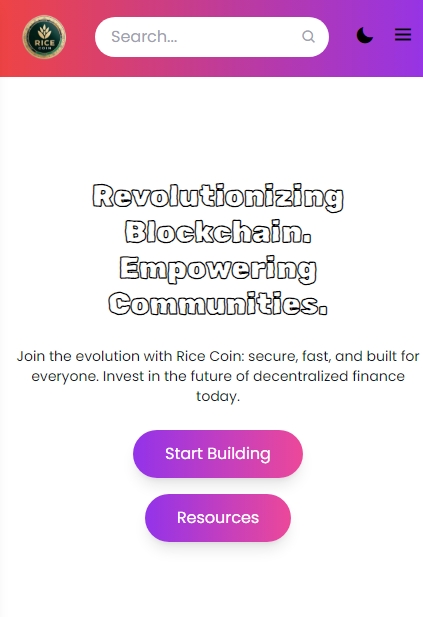 RICE
COIN
Search...
Revolutionizing
Blockchain.
Empowering
Communities.
Join the evolution with Rice Coin: secure, fast, and built for
everyone. Invest in the future of decentralized finance
today.
Start Building
Resources